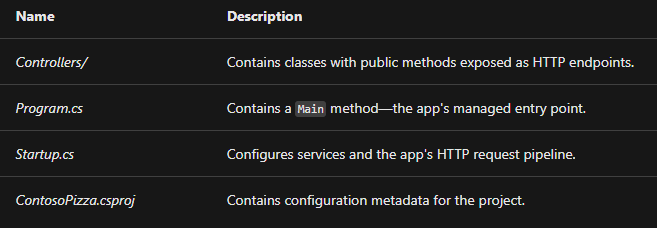 Name Description
Controllers/ Contains classes with public methods exposed as HTTP endpoints.
Program.cs Contains a Main method—the app's managed entry point.
Startup.cs Configures services and the app's HTTP request pipeline.
ContosoPizza.csproj Contains configuration metadata for the project.